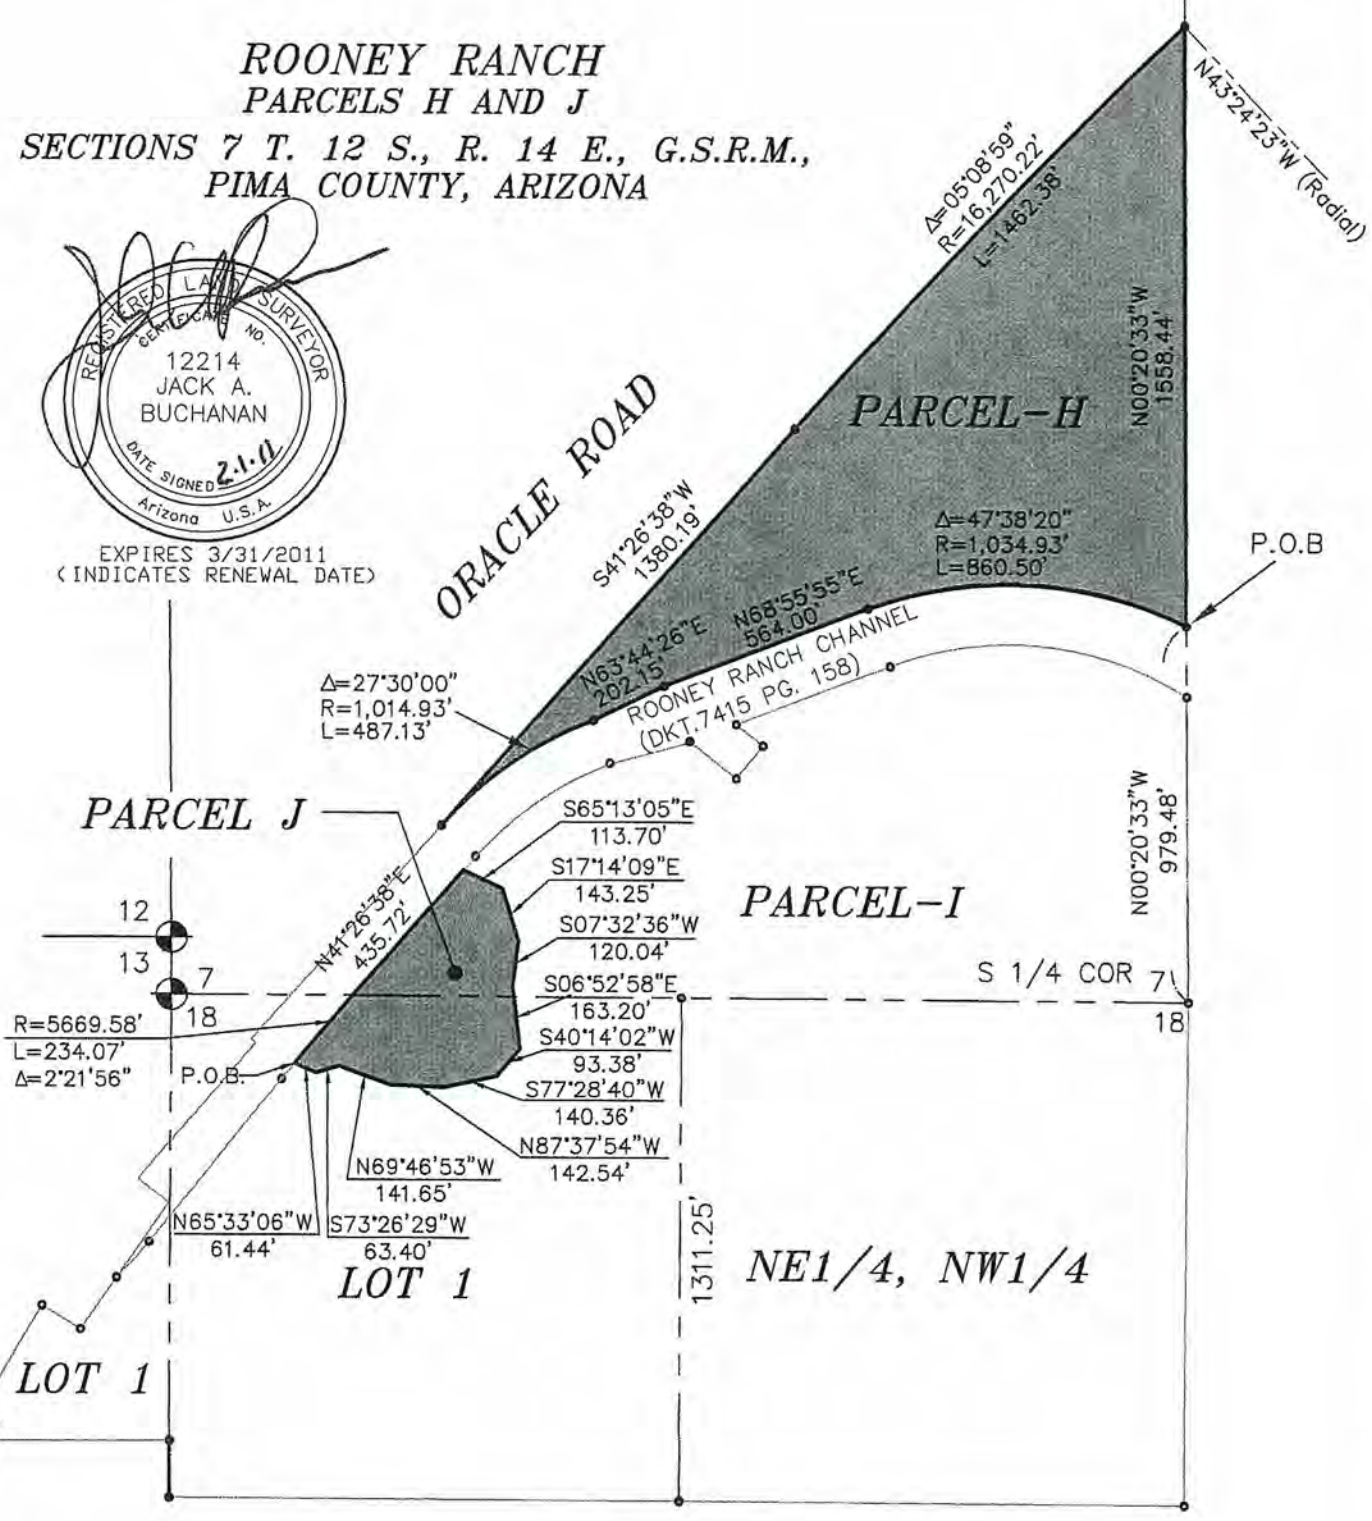 ROONEY RANCH
PARCELS H AND J
SECTIONS 7 T. 12 S., R. 14 E., G.S.R.M.,
PIMA COUNTY, ARIZONA
REGISTERED LAND SURVEYOR
CERTIFICATE NO.
12214
JACK A.
BUCHANAN
DATE SIGNED 2-1-11
Arizona U.S.A.
EXPIRES 3/31/2011
(INDICATES RENEWAL DATE)
N43°24'23"W (Radial)
Δ=05°08'59"
R=16,270.22'
L=1462.38'
N00°20'33"W
1558.44'
PARCEL-H
ORACLE ROAD
S41°26'38"W
1380.19'
Δ=47°38'20"
R=1,034.93'
L=860.50'
P.O.B
N63°44'26"E
202.15'
N68°55'55"E
564.00'
ROONEY RANCH CHANNEL
(DKT.7415 PG. 158)
Δ=27°30'00"
R=1,014.93'
L=487.13'
PARCEL J
S65°13'05"E
113.70'
S17°14'09"E
143.25'
S07°32'36"W
120.04'
S06°52'58"E
163.20'
S40°14'02"W
93.38'
S77°28'40"W
140.36'
N87°37'54"W
142.54'
N69°46'53"W
141.65'
N65°33'06"W
61.44'
S73°26'29"W
63.40'
N41°26'38"E
435.72'
PARCEL-I
N00°20'33"W
979.48'
12
13
7
18
S 1/4 COR 7
18
R=5669.58'
L=234.07'
Δ=2°21'56"
P.O.B.
1311.25'
LOT 1
NE1/4, NW1/4
LOT 1